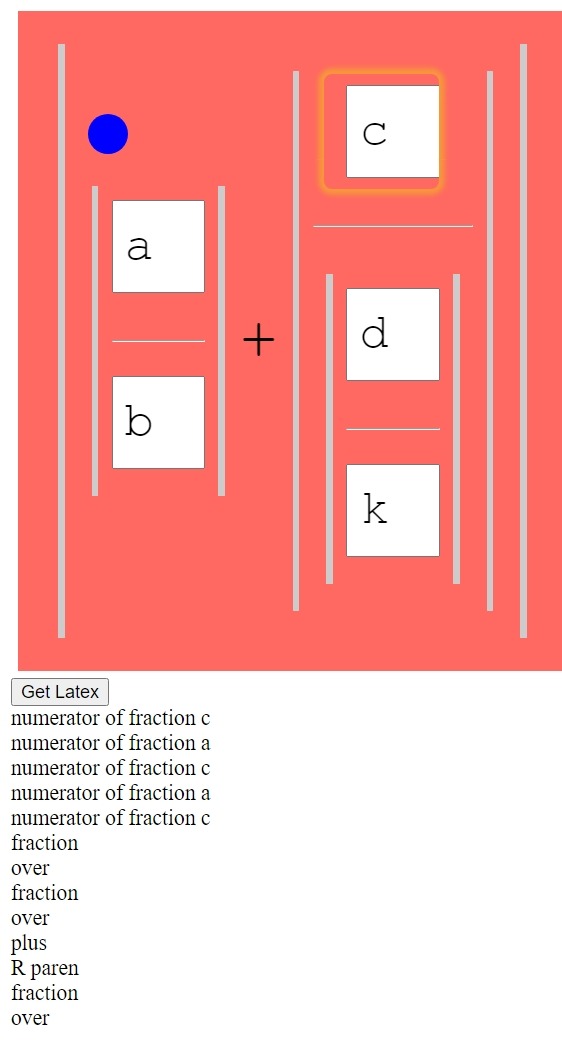 a
b
+
c
d
k
Get Latex
numerator of fraction c
numerator of fraction a
numerator of fraction c
numerator of fraction a
numerator of fraction c
fraction
over
fraction
over
plus
R paren
fraction
over